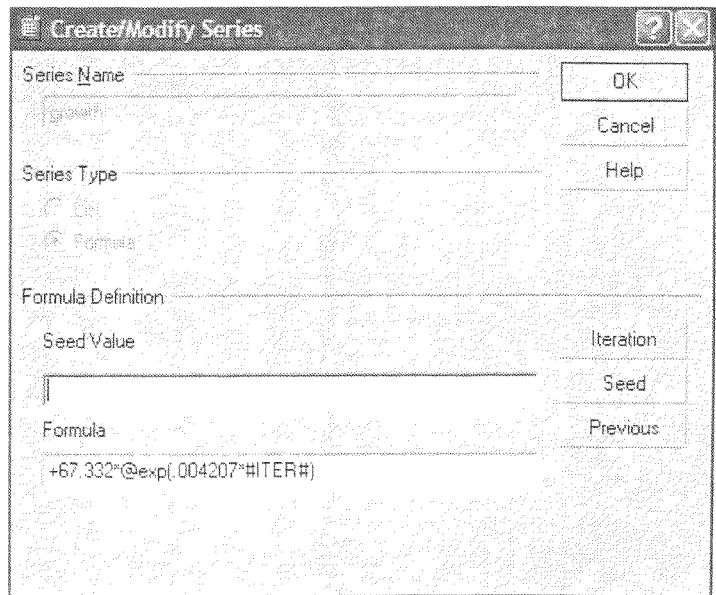 Create/Modify Series
Series Name
OK
growth
Cancel
Series Type
Help
Formula
Formula Definition
Seed Value
Iteration
Seed
Formula
Previous
+67.332*@exp(.004207*#ITER#)